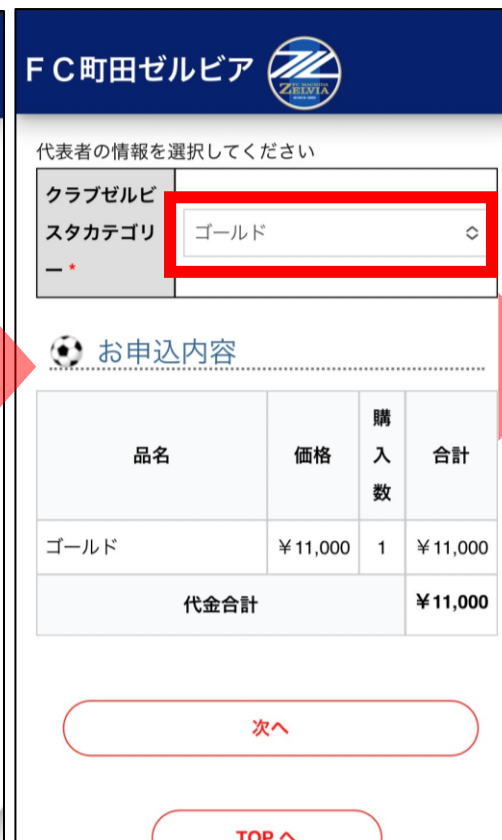 FC町田ゼルビア
ZELVIA
代表者の情報を選択してください
クラブゼルビ
スタカテゴリ
ー *
ゴールド
お申込内容
品名 価格 購入数 合計
ゴールド ￥11,000 1 ￥11,000
代金合計 ￥11,000
次へ
TOPへ